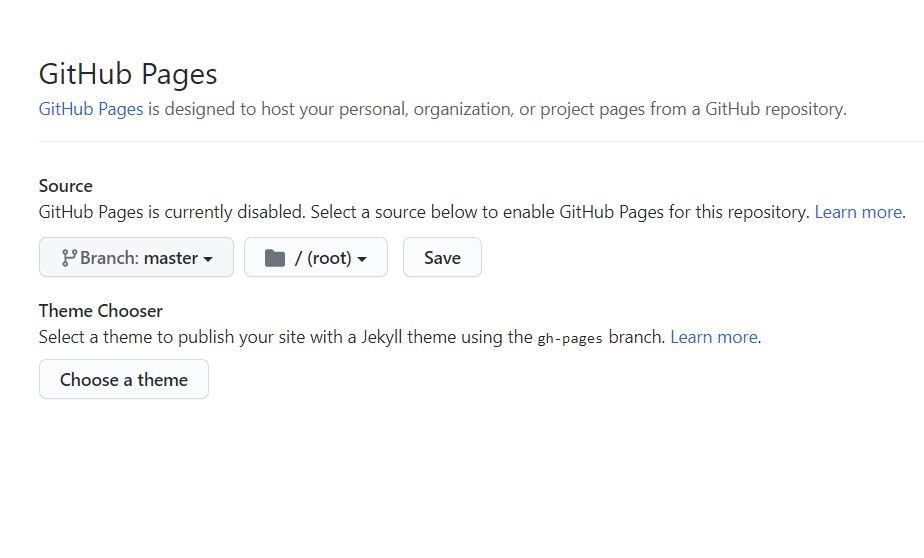 GitHub Pages
GitHub Pages is designed to host your personal, organization, or project pages from a GitHub repository.
Source
GitHub Pages is currently disabled. Select a source below to enable GitHub Pages for this repository. Learn more.
Branch: master / (root) Save
Theme Chooser
Select a theme to publish your site with a Jekyll theme using the gh-pages branch. Learn more.
Choose a theme